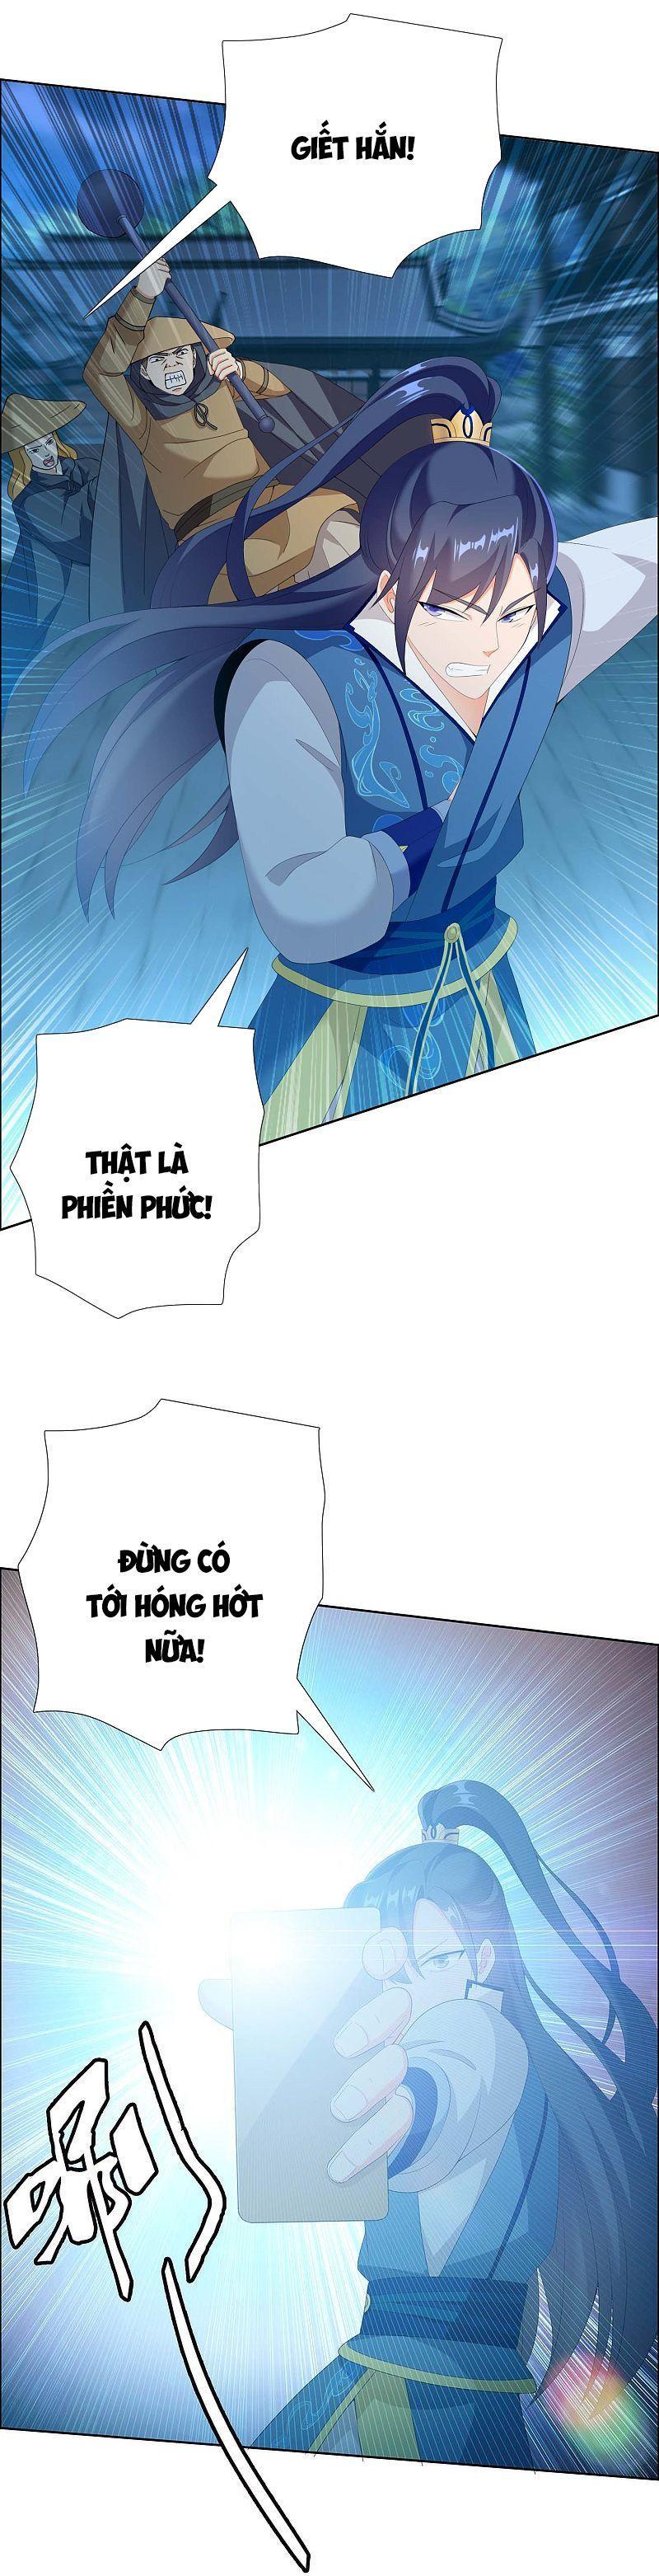 GIẾT HẮN!
THẬT LÀ
PHIỀN PHỨC!
ĐỪNG CÓ
TỚI HÓNG HỚT
NỮA!